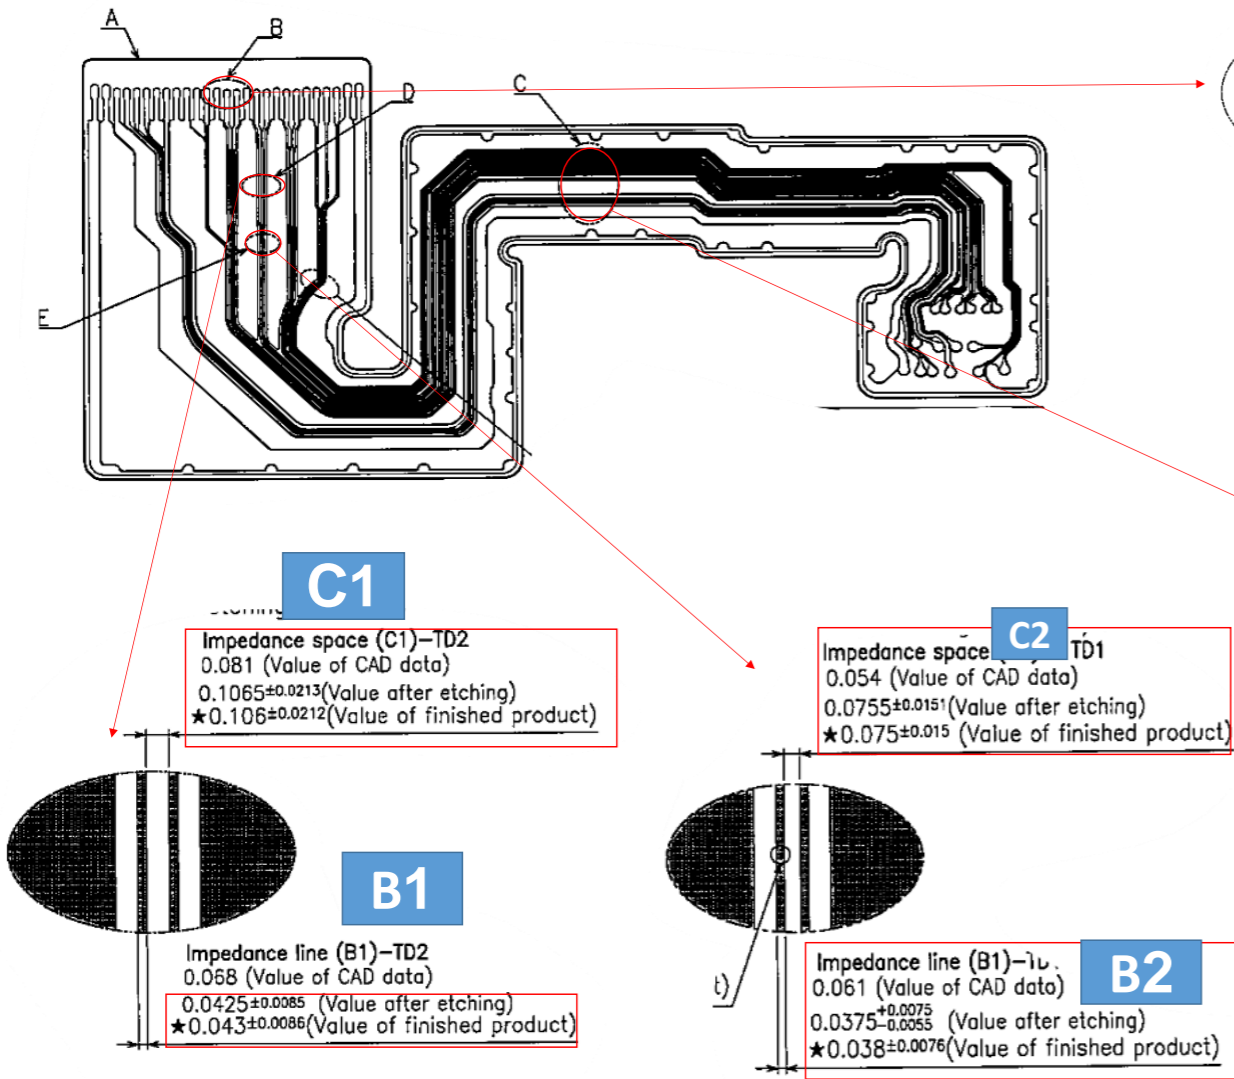 A
B
D
C
E
C1
Impedance space (C1)-TD2
0.081 (Value of CAD data)
0.1065±0.0213(Value after etching)
★0.106±0.0212(Value of finished product)
C2
Impedance space TD1
0.054 (Value of CAD data)
0.0755±0.0151(Value after etching)
★0.075±0.015 (Value of finished product)
B1
Impedance line (B1)-TD2
0.068 (Value of CAD data)
0.0425±0.0085 (Value after etching)
★0.043±0.0086(Value of finished product)
t)
B2
Impedance line (B1)-
0.061 (Value of CAD data)
0.0375+0.0075-0.0055 (Value after etching)
★0.038±0.0076(Value of finished product)